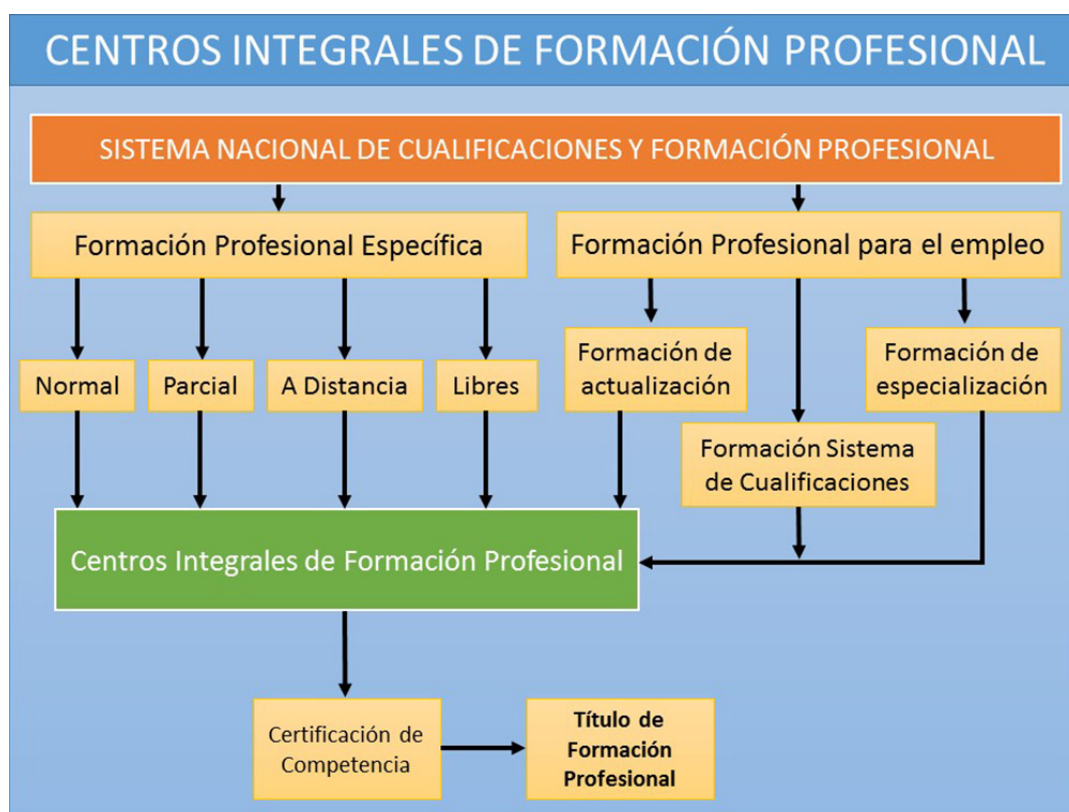 CENTROS INTEGRALES DE FORMACIÓN PROFESIONAL
SISTEMA NACIONAL DE CUALIFICACIONES Y FORMACIÓN PROFESIONAL
Formación Profesional Específica
Formación Profesional para el empleo
Normal
Parcial
A Distancia
Libres
Formación de
actualización
Formación de
especialización
Formación Sistema
de Cualificaciones
Centros Integrales de Formación Profesional
Certificación de
Competencia
Título de
Formación
Profesional